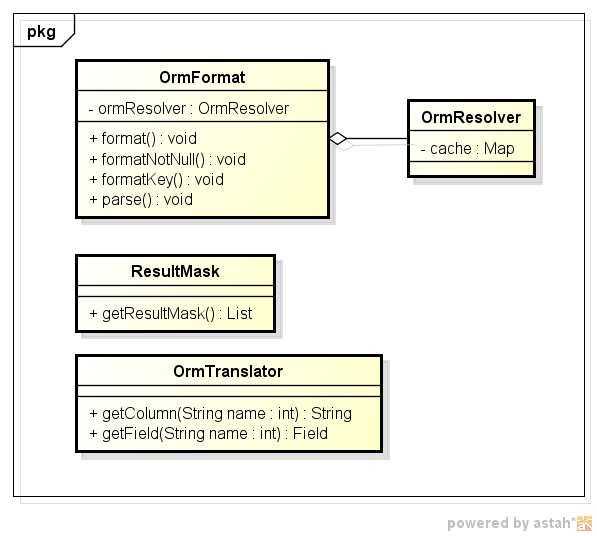 pkg
OrmFormat
- ormResolver : OrmResolver
+ format() : void
+ formatNotNull() : void
+ formatKey() : void
+ parse() : void
OrmResolver
- cache : Map
ResultMask
+ getResultMask() : List
OrmTranslator
+ getColumn(String name : int) : String
+ getField(String name : int) : Field
powered by astah*